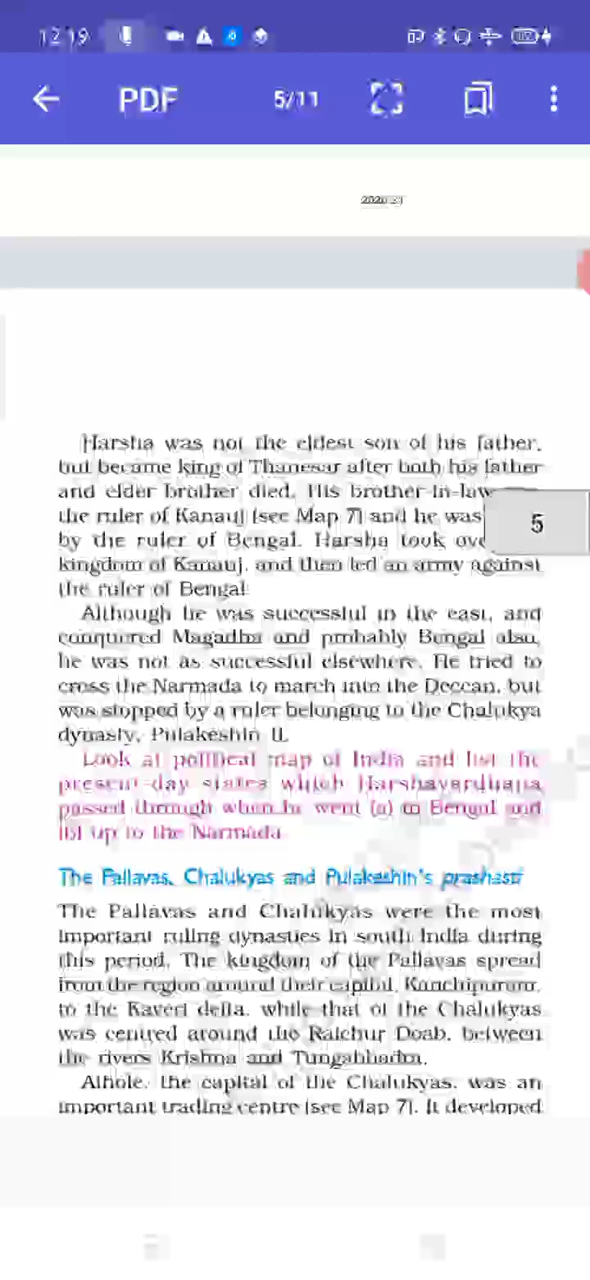 12 19
PDF
5/11
Harsha was not the eldest son of his father,
but became king of Thanesar after both his father
and elder brother died. His brother-in-law
the ruler of Kanauj (see Map 7) and he was
by the ruler of Bengal. Harsha took ove
kingdom of Kanauj, and then led an army against
the ruler of Bengal
5
Although he was successful in the east, and
conquered Magadha and probably Bengal also,
he was not as successful elsewhere. He tried to
cross the Narmada to march into the Deccan, but
was stopped by a ruler belonging to the Chalukya
dynasty, Pulakeshin II.
Look at political map of India and list the
present-day states which Harshavardhana
passed through when he went (a) to Bengal and
(b) up to the Narmada.
The Pallavas, Chalukyas and Pulakeshin's prashasti
The Pallavas and Chalukyas were the most
important ruling dynasties in south India during
this period. The kingdom of the Pallavas spread
from the region around their capital, Kanchipuram,
to the Kaveri delta, while that of the Chalukyas
was centred around the Raichur Doab, between
the rivers Krishna and Tungabhadra.
Aihole, the capital of the Chalukyas, was an
important trading centre (see Map 7). It developed